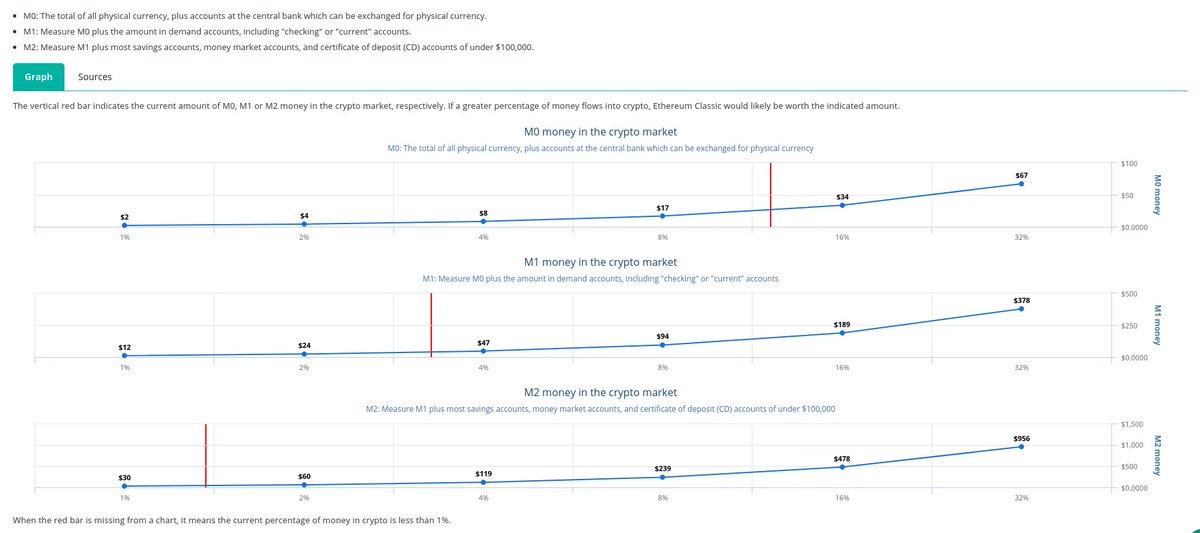 • M0: The total of all physical currency, plus accounts at the central bank which can be exchanged for physical currency.
• M1: Measure M0 plus the amount in demand accounts, including "checking" or "current" accounts.
• M2: Measure M1 plus most savings accounts, money market accounts, and certificate of deposit (CD) accounts of under $100,000.
Graph Sources
The vertical red bar indicates the current amount of M0, M1 or M2 money in the crypto market, respectively. If a greater percentage of money flows into crypto, Ethereum Classic would likely be worth the indicated amount.
M0 money in the crypto market
M0: The total of all physical currency, plus accounts at the central bank which can be exchanged for physical currency
$2 $4 $8 $17 $34 $67
$100
$50
$0.0000
M0 money
1% 2% 4% 8% 16% 32%
M1 money in the crypto market
M1: Measure M0 plus the amount in demand accounts, including "checking" or "current" accounts
$12 $24 $47 $94 $189 $378
$500
$250
$0.0000
M1 money
1% 2% 4% 8% 16% 32%
M2 money in the crypto market
M2: Measure M1 plus most savings accounts, money market accounts, and certificate of deposit (CD) accounts of under $100,000
$30 $60 $119 $239 $478 $956
$1,500
$1,000
$500
$0.0000
M2 money
1% 2% 4% 8% 16% 32%
When the red bar is missing from a chart, it means the current percentage of money in crypto is less than 1%.